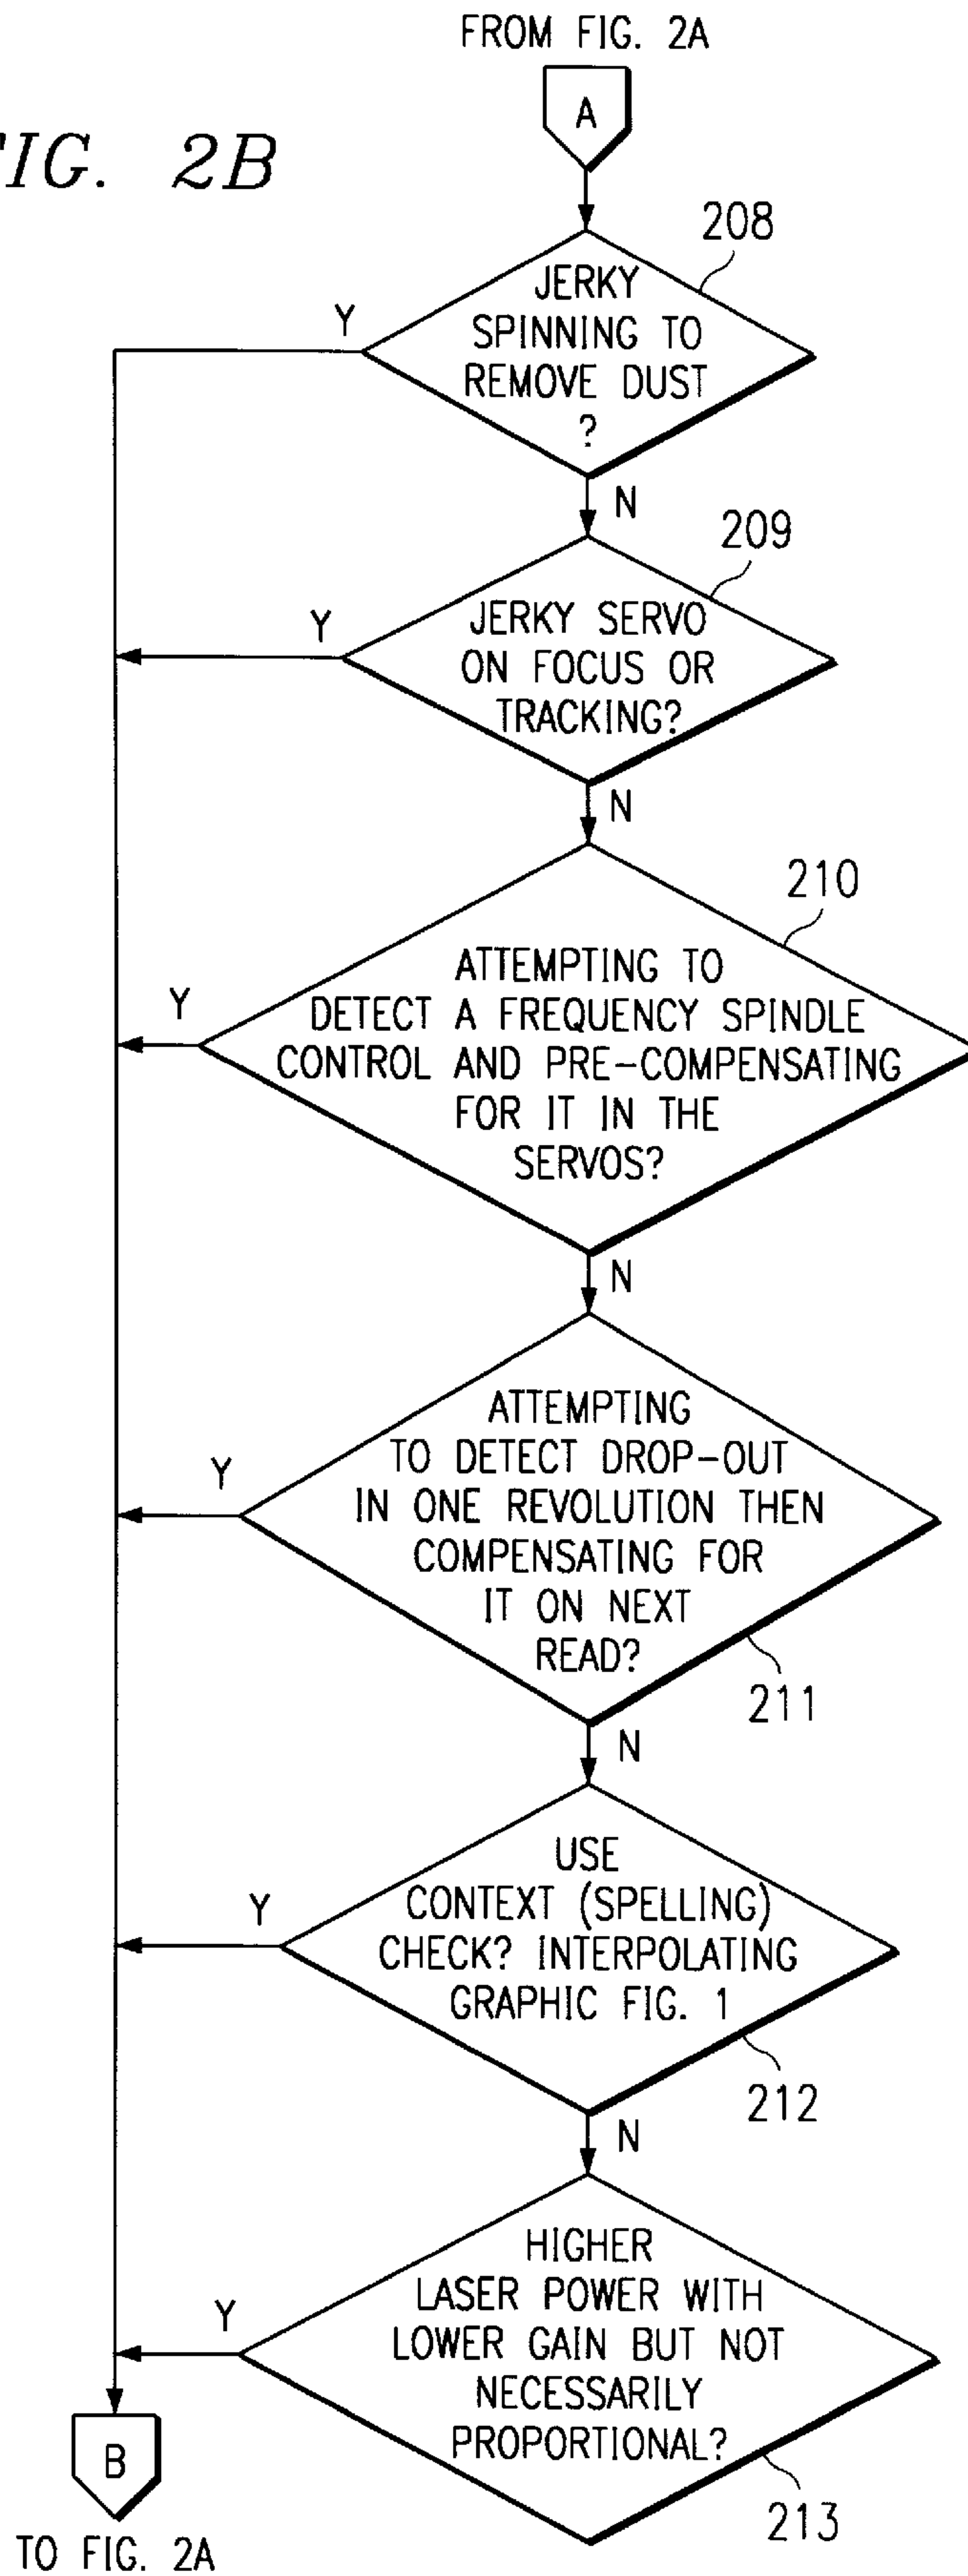 FROM FIG. 2A
A
IG. 2B
208
JERKY
SPINNING TO
REMOVE DUST
?
Y
N
209
JERKY SERVO
ON FOCUS OR
TRACKING?
Y
N
210
ATTEMPTING TO
DETECT A FREQUENCY SPINDLE
CONTROL AND PRE-COMPENSATING
FOR IT IN THE
SERVOS?
Y
N
ATTEMPTING
TO DETECT DROP-OUT
IN ONE REVOLUTION THEN
COMPENSATING FOR
IT ON NEXT
READ?
Y
211
N
USE
CONTEXT (SPELLING)
CHECK? INTERPOLATING
GRAPHIC FIG. 1
Y
212
N
HIGHER
LASER POWER WITH
LOWER GAIN BUT NOT
NECESSARILY
PROPORTIONAL?
Y
213
B
TO FIG. 2A